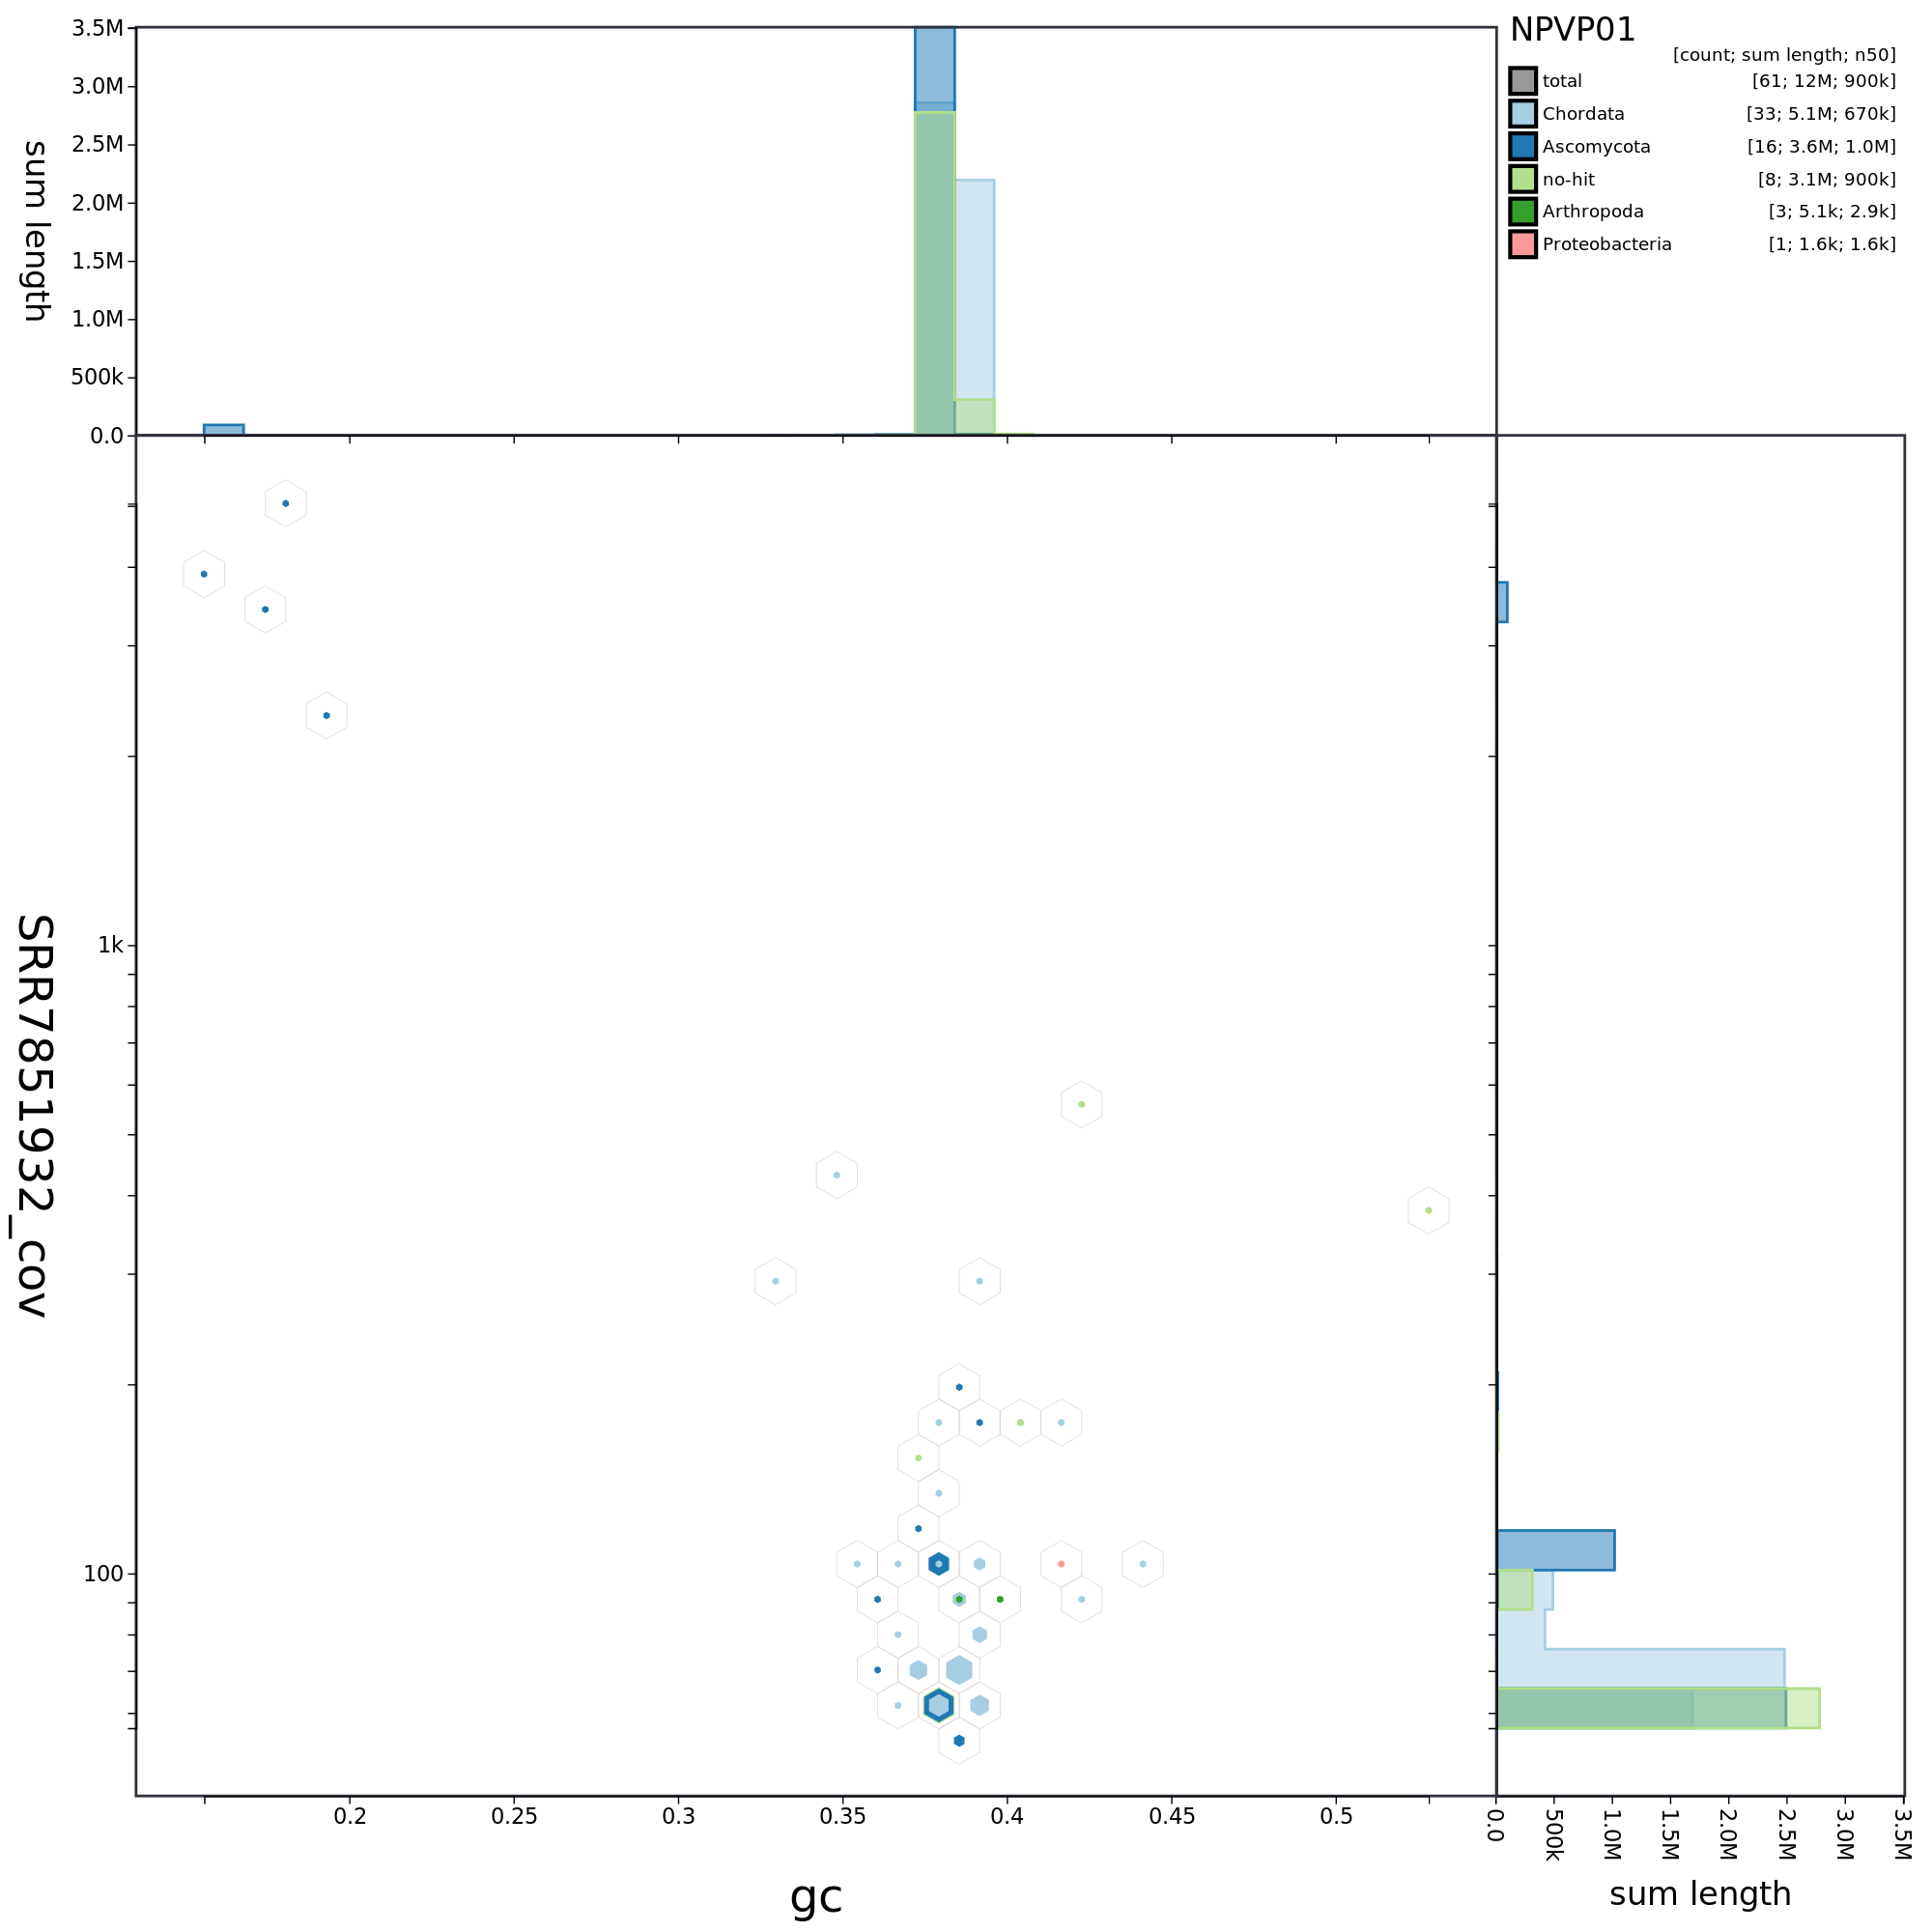 NPVP01
[count; sum length; n50]
total [61; 12M; 900k]
Chordata [33; 5.1M; 670k]
Ascomycota [16; 3.6M; 1.0M]
no-hit [8; 3.1M; 900k]
Arthropoda [3; 5.1k; 2.9k]
Proteobacteria [1; 1.6k; 1.6k]
3.5M
3.0M
2.5M
2.0M
1.5M
1.0M
500k
0.0
sum length
1k
100
SRR7851932_cov
0.2 0.25 0.3 0.35 0.4 0.45 0.5
gc
0.0 500k 1.0M 1.5M 2.0M 2.5M 3.0M 3.5M
sum length